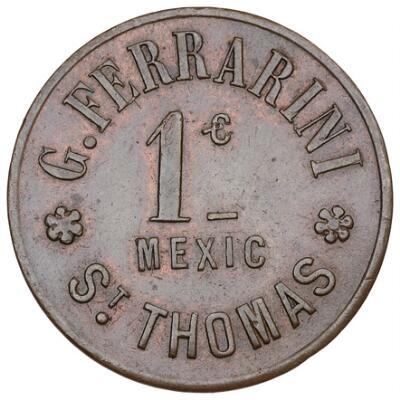 G. FERRARINI
1 ¢
MEXIC
ST THOMAS